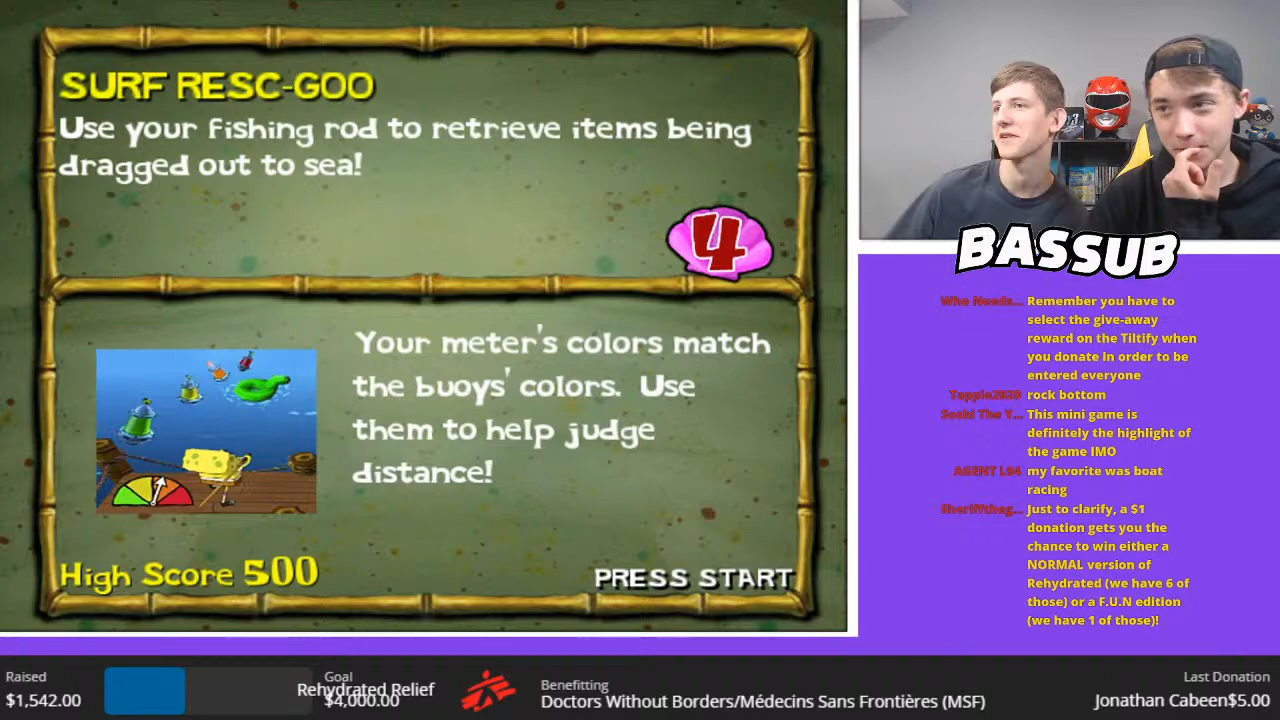 SURF RESC-GOO
Use your fishing rod to retrieve items being
dragged out to sea!
4
Your meter's colors match
the buoys' colors. Use
them to help judge
distance!
High Score 500
PRESS START
BASSUB
Who Needs... Remember you have to
select the give-away
reward on the Tiltify when
you donate in order to be
entered everyone
Tappie2020 rock bottom
Seshi The Y... This mini game is
definitely the highlight of
the game IMO
AGENT L94 my favorite was boat
racing
Sherifftheg... Just to clarify, a $1
donation gets you the
chance to win either a
NORMAL version of
Rehydrated (we have 6 of
those) or a F.U.N edition
(we have 1 of those)!
Raised
$1,542.00
Goal
$4,000.00
Rehydrated Relief
Benefitting
Doctors Without Borders/Médecins Sans Frontières (MSF)
Last Donation
Jonathan Cabeen$5.00